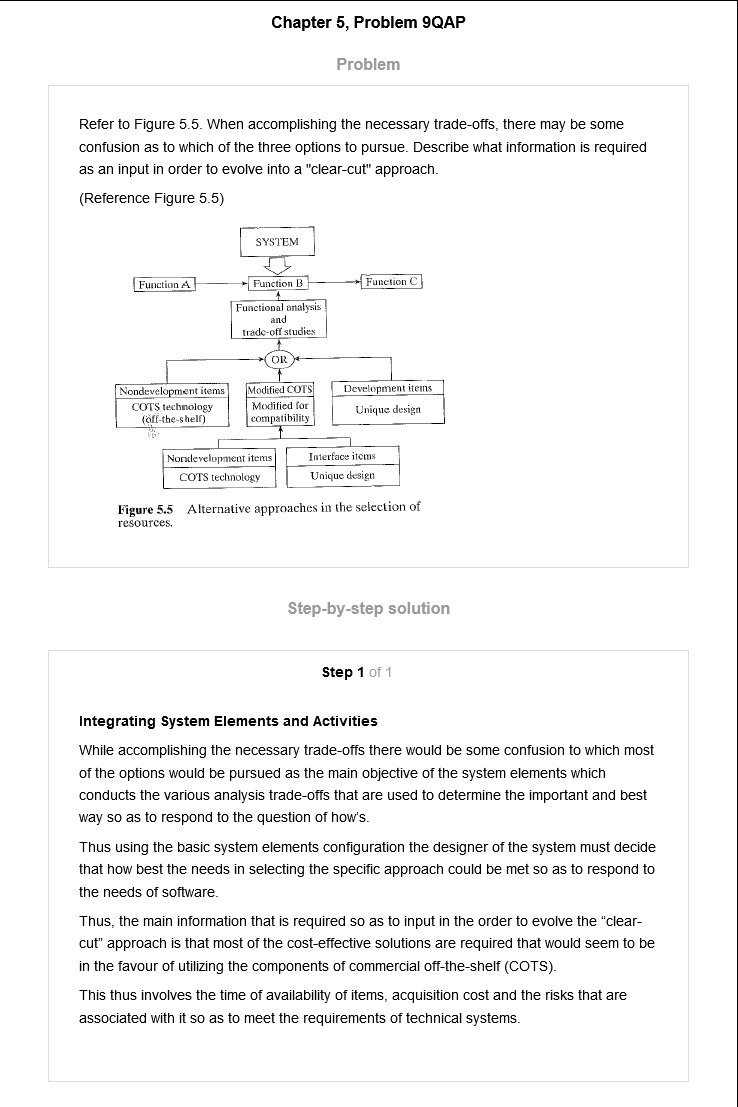 Chapter 5, Problem 9QAP
Problem
Refer to Figure 5.5. When accomplishing the necessary trade-offs, there may be some
confusion as to which of the three options to pursue. Describe what information is required
as an input in order to evolve into a "clear-cut" approach.
(Reference Figure 5.5)
SYSTEM
Function A
Function B
Function C
Functional analysis
and
trade-off studies
OR
Nondevelopment items
COTS technology
(off-the-shelf)
Modified COTS
Modified for
compatibility
Development items
Unique design
Nondevelopment items
COTS technology
Interface items
Unique design
Figure 5.5 Alternative approaches in the selection of
resources.
Step-by-step solution
Step 1 of 1
Integrating System Elements and Activities
While accomplishing the necessary trade-offs there would be some confusion to which most
of the options would be pursued as the main objective of the system elements which
conducts the various analysis trade-offs that are used to determine the important and best
way so as to respond to the question of how's.
Thus using the basic system elements configuration the designer of the system must decide
that how best the needs in selecting the specific approach could be met so as to respond to
the needs of software.
Thus, the main information that is required so as to input in the order to evolve the “clear-
cut” approach is that most of the cost-effective solutions are required that would seem to be
in the favour of utilizing the components of commercial off-the-shelf (COTS).
This thus involves the time of availability of items, acquisition cost and the risks that are
associated with it so as to meet the requirements of technical systems.